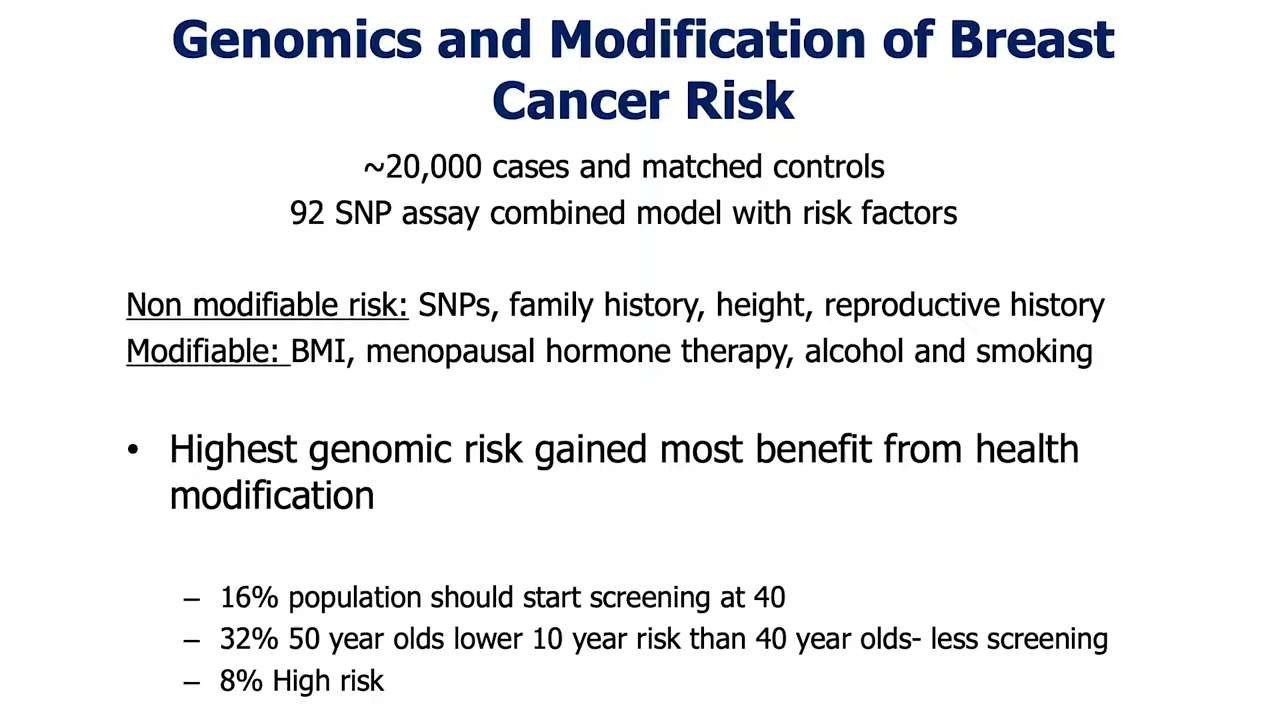 Genomics and Modification of Breast
Cancer Risk
~20,000 cases and matched controls
92 SNP assay combined model with risk factors
Non modifiable risk: SNPs, family history, height, reproductive history
Modifiable: BMI, menopausal hormone therapy, alcohol and smoking
• Highest genomic risk gained most benefit from health
modification
– 16% population should start screening at 40
– 32% 50 year olds lower 10 year risk than 40 year olds- less screening
– 8% High risk